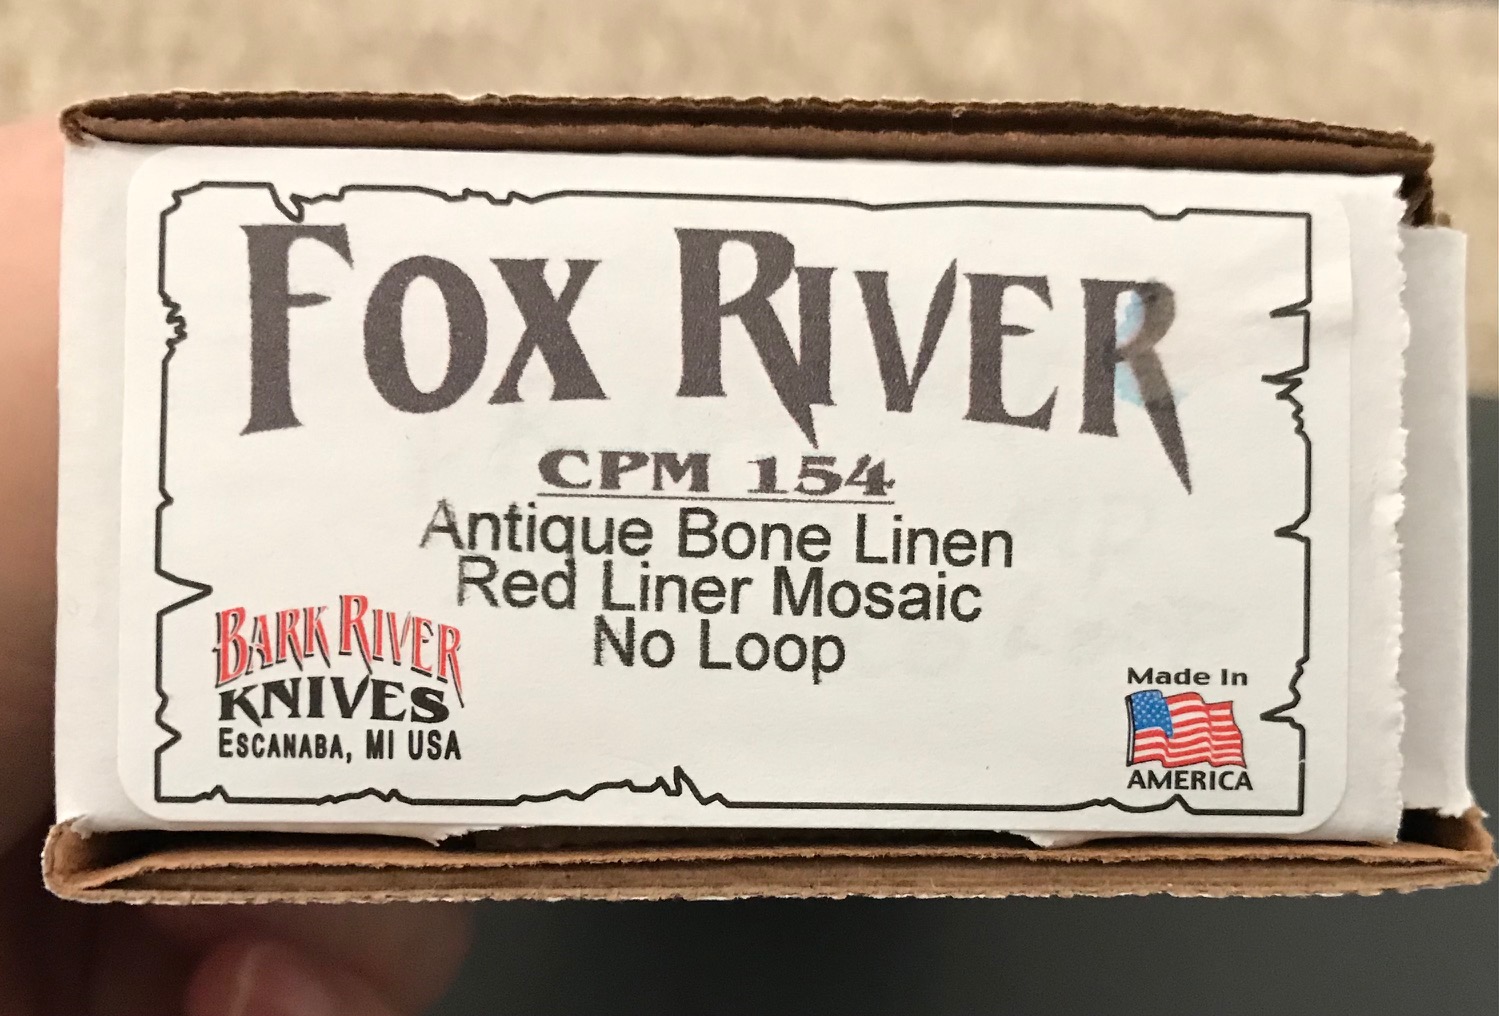 FOX RIVER
CPM 154
Antique Bone Linen
Red Liner Mosaic
No Loop
BARK RIVER
KNIVES
ESCANABA, MI USA
Made In
AMERICA